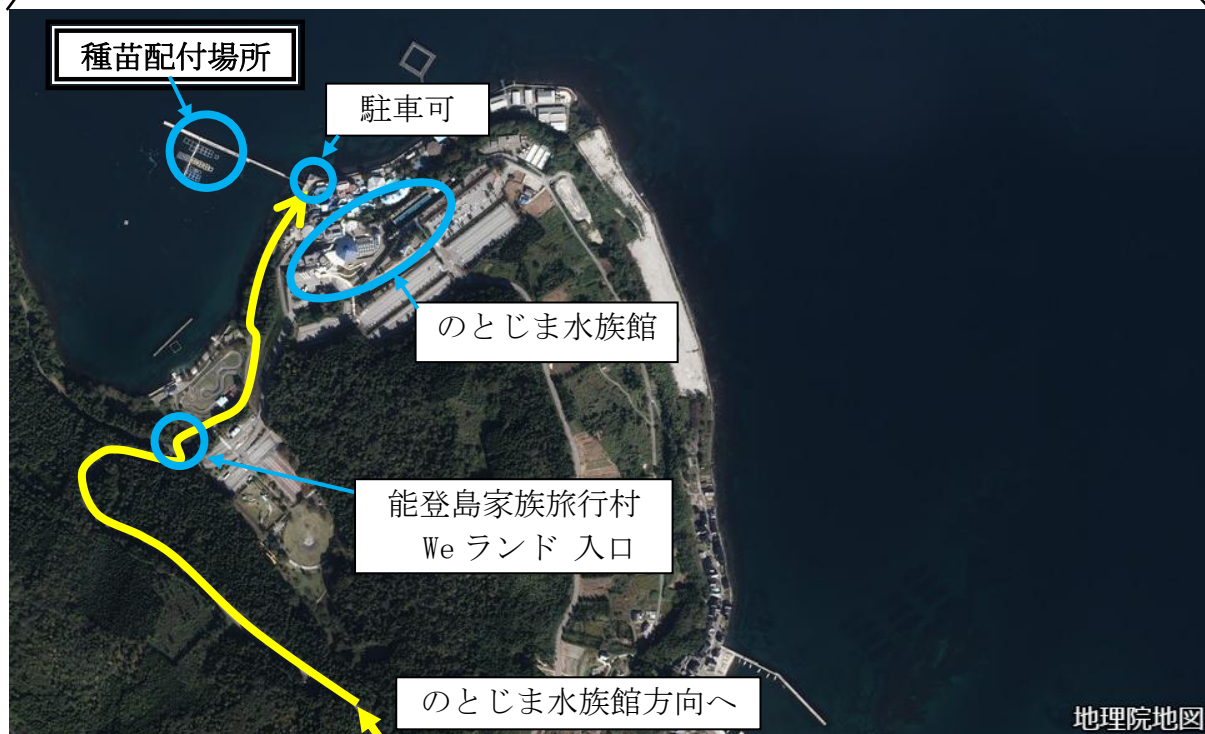 種苗配付場所
駐車可
のとじま水族館
能登島家族旅行村
We ランド 入口
のとじま水族館方向へ
地理院地図